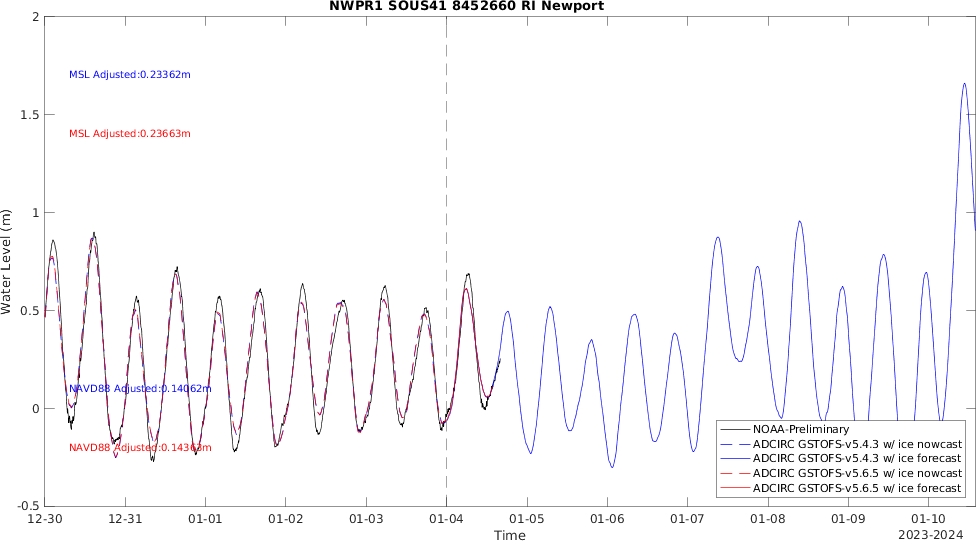 NWPR1 SOUS41 8452660 RI Newport
2
MSL Adjusted:0.23362m
1.5
MSL Adjusted:0.23663m
1
Water Level (m)
0.5
NAVD88 Adjusted:0.14062m
0
NOAA-Preliminary
ADCIRC GSTOFS-v5.4.3 w/ ice nowcast
ADCIRC GSTOFS-v5.4.3 w/ ice forecast
ADCIRC GSTOFS-v5.6.5 w/ ice nowcast
ADCIRC GSTOFS-v5.6.5 w/ ice forecast
NAVD88 Adjusted:0.14363m
-0.5
12-30 12-31 01-01 01-02 01-03 01-04 01-05 01-06 01-07 01-08 01-09 01-10
Time
2023-2024